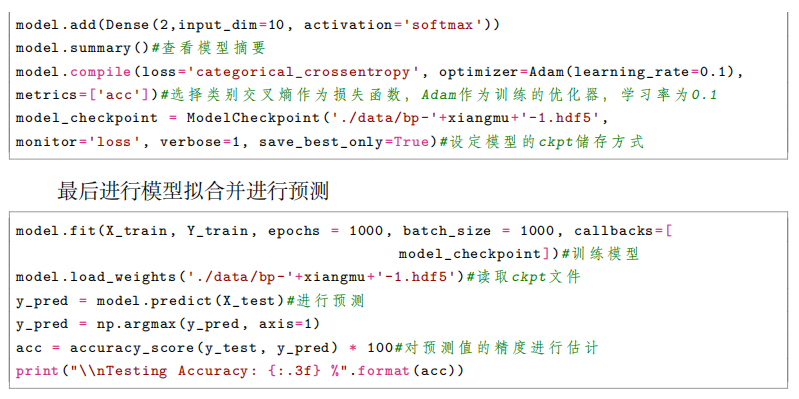 model.add(Dense(2,input_dim=10, activation='softmax'))
model.summary()#查看模型摘要
model.compile(loss='categorical_crossentropy', optimizer=Adam(learning_rate=0.1),
metrics=['acc'])#选择类别交叉熵作为损失函数, Adam作为训练的优化器, 学习率为0.1
model_checkpoint = ModelCheckpoint('./data/bp-'+xiangmu+'-1.hdf5',
monitor='loss', verbose=1, save_best_only=True)#设定模型的ckpt储存方式
最后进行模型拟合并进行预测
model.fit(X_train, Y_train, epochs = 1000, batch_size = 1000, callbacks=[
model_checkpoint])#训练模型
model.load_weights('./data/bp-'+xiangmu+'-1.hdf5')#读取ckpt文件
y_pred = model.predict(X_test)#进行预测
y_pred = np.argmax(y_pred, axis=1)
acc = accuracy_score(y_test, y_pred) * 100#对预测值的精度进行估计
print("\\nTesting Accuracy: {:.3f} %".format(acc))